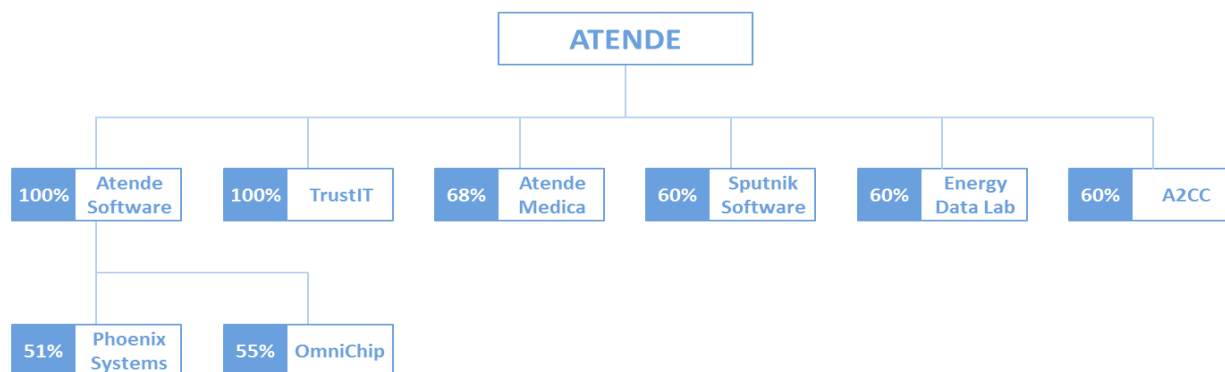 ATENDE
100%
Atende
Software
100%
TrustIT
68%
Atende
Medica
60%
Sputnik
Software
60%
Energy
Data Lab
60%
A2CC
51%
Phoenix
Systems
55%
OmniChip